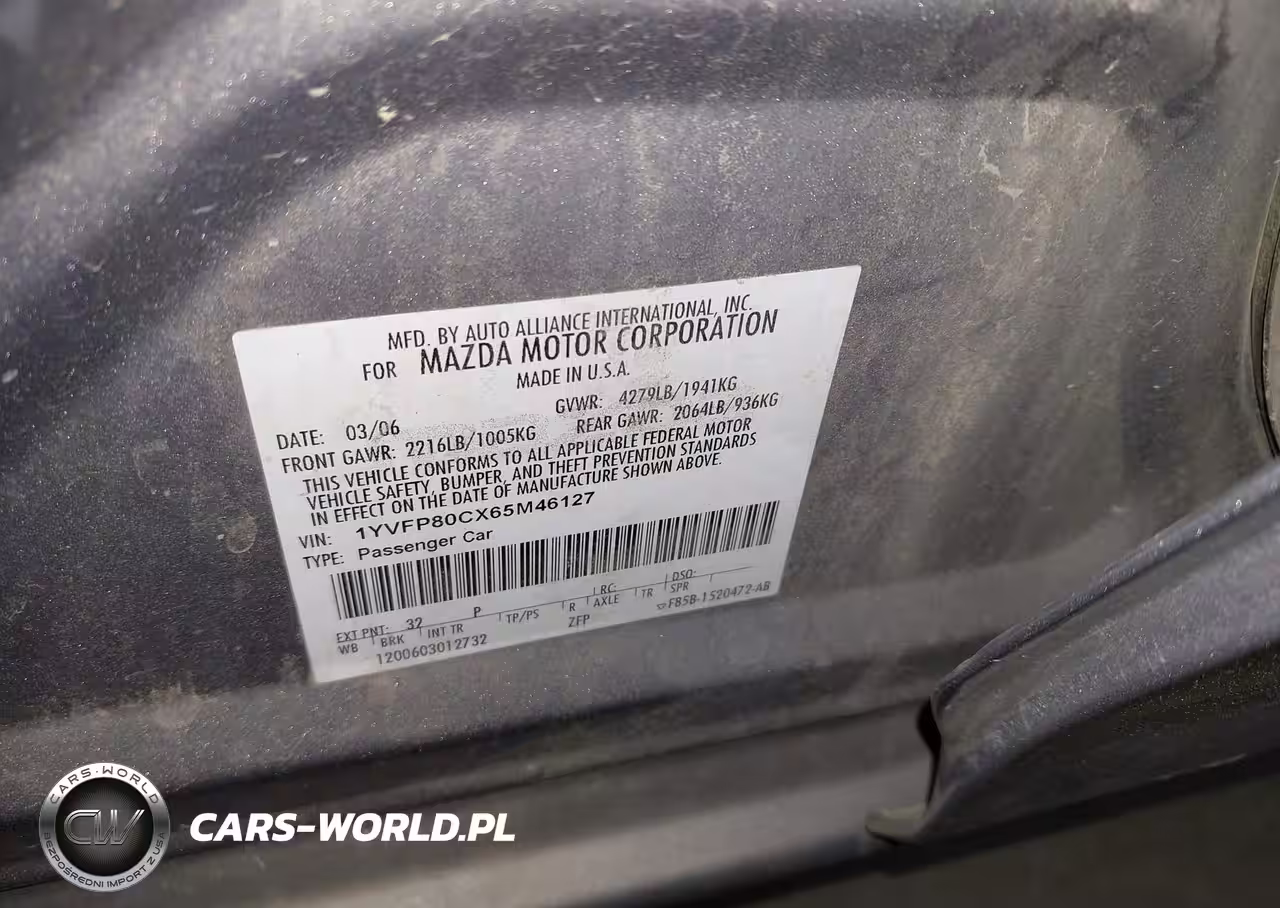 MFD. BY AUTO ALLIANCE INTERNATIONAL, INC.
FOR MAZDA MOTOR CORPORATION
MADE IN U.S.A.
DATE: 03/06 GVWR: 4279LB/1941KG
FRONT GAWR: 2216LB/1005KG REAR GAWR: 2064LB/936KG
THIS VEHICLE CONFORMS TO ALL APPLICABLE FEDERAL MOTOR
VEHICLE SAFETY, BUMPER, AND THEFT PREVENTION STANDARDS
IN EFFECT ON THE DATE OF MANUFACTURE SHOWN ABOVE.
VIN: 1YVFP80CX65M46127
TYPE: Passenger Car
EXT PNT: 32 P RC: DSO:
WB BRK INT TR TP/PS R AXLE TR SPR
1200603012732 ZFP F85B-1520472-AB
CARS-WORLD
CW
BEZPOŚREDNI IMPORT Z USA
CARS-WORLD.PL